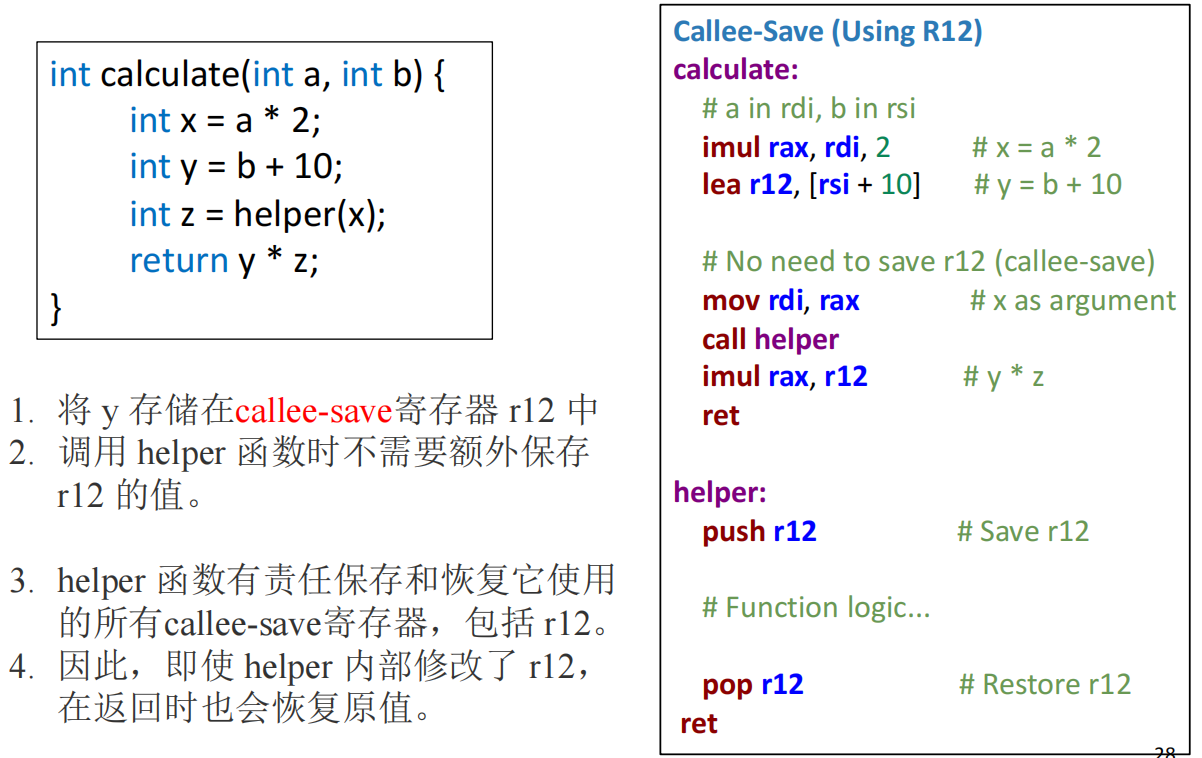 int calculate(int a, int b) {
int x = a * 2;
int y = b + 10;
int z = helper(x);
return y * z;
}
1. 将 y 存储在callee-save寄存器 r12 中
2. 调用 helper 函数时不需要额外保存
r12 的值。
3. helper 函数有责任保存和恢复它使用
的所有callee-save寄存器，包括 r12。
4. 因此，即使 helper 内部修改了 r12，
在返回时也会恢复原值。
Callee-Save (Using R12)
calculate:
# a in rdi, b in rsi
imul rax, rdi, 2 # x = a * 2
lea r12, [rsi + 10] # y = b + 10
# No need to save r12 (callee-save)
mov rdi, rax # x as argument
call helper
imul rax, r12 # y * z
ret
helper:
push r12 # Save r12
# Function logic...
pop r12 # Restore r12
ret
28